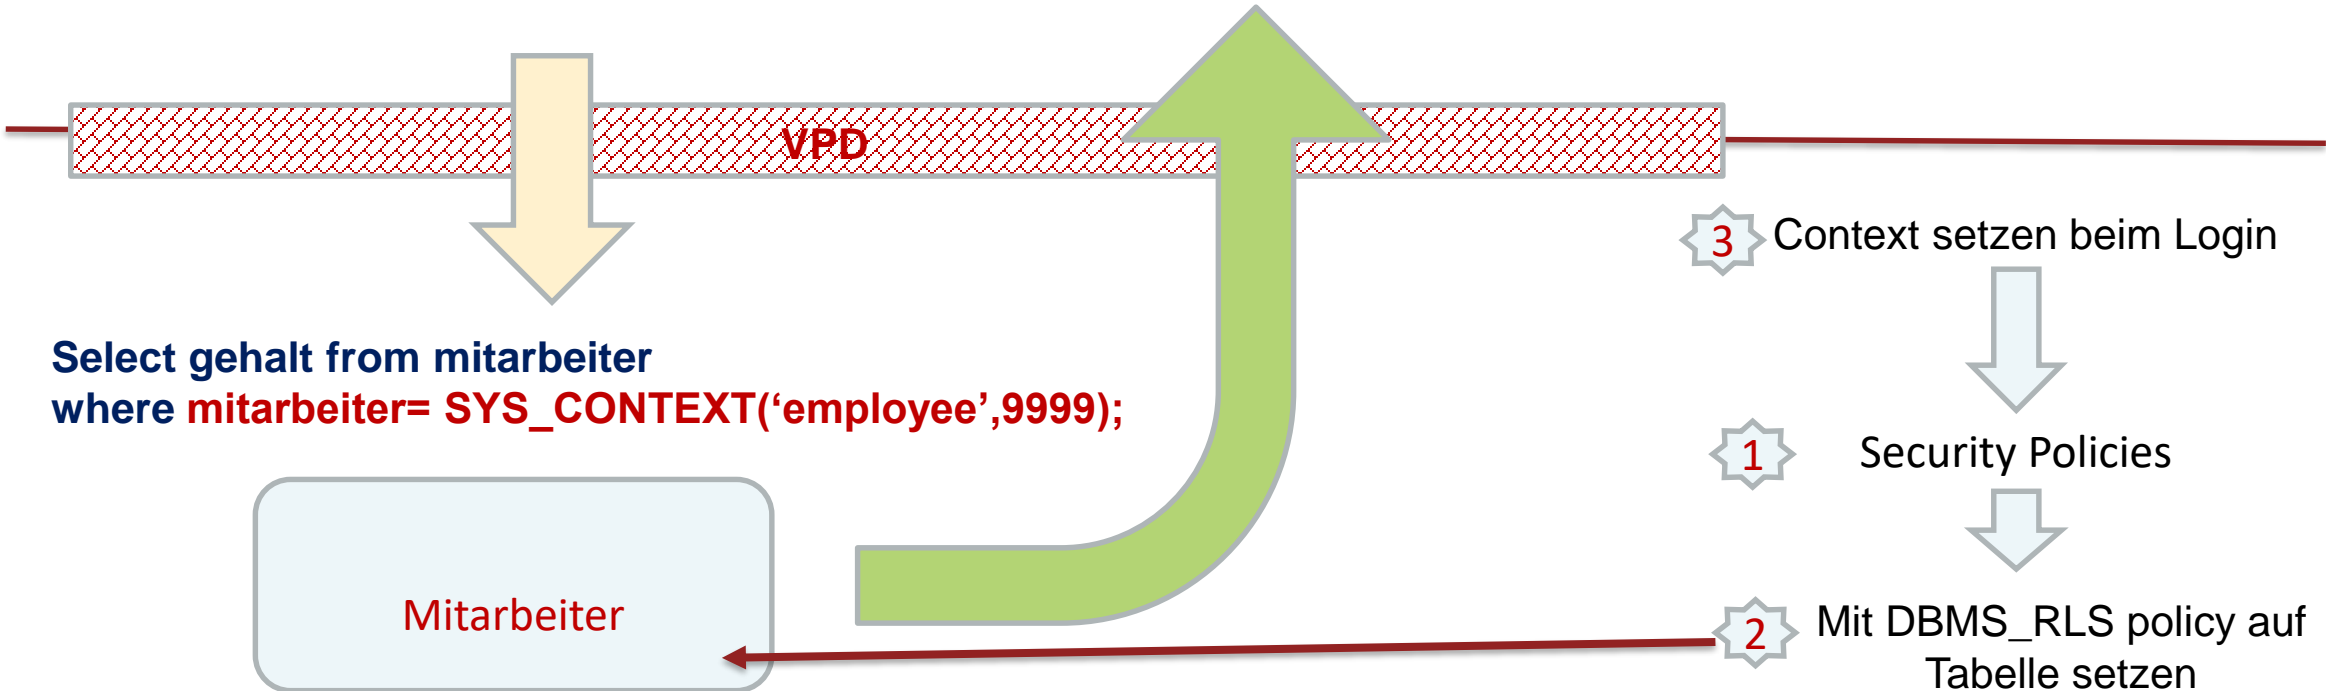 VPD
Select gehalt from mitarbeiter
where mitarbeiter= SYS_CONTEXT(‘employee’,9999);
Mitarbeiter
3 Context setzen beim Login
1 Security Policies
2 Mit DBMS_RLS policy auf
Tabelle setzen